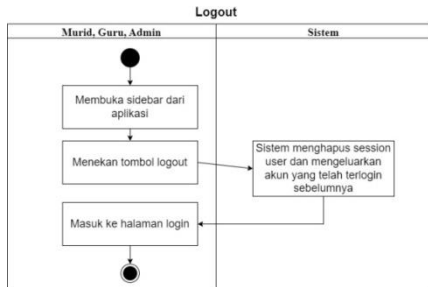 Logout
Murid, Guru, Admin
Sistem
Membuka sidebar dari
aplikasi
Menekan tombol logout
Sistem menghapus session
user dan mengeluarkan
akun yang telah terlogin
sebelumnya
Masuk ke halaman login